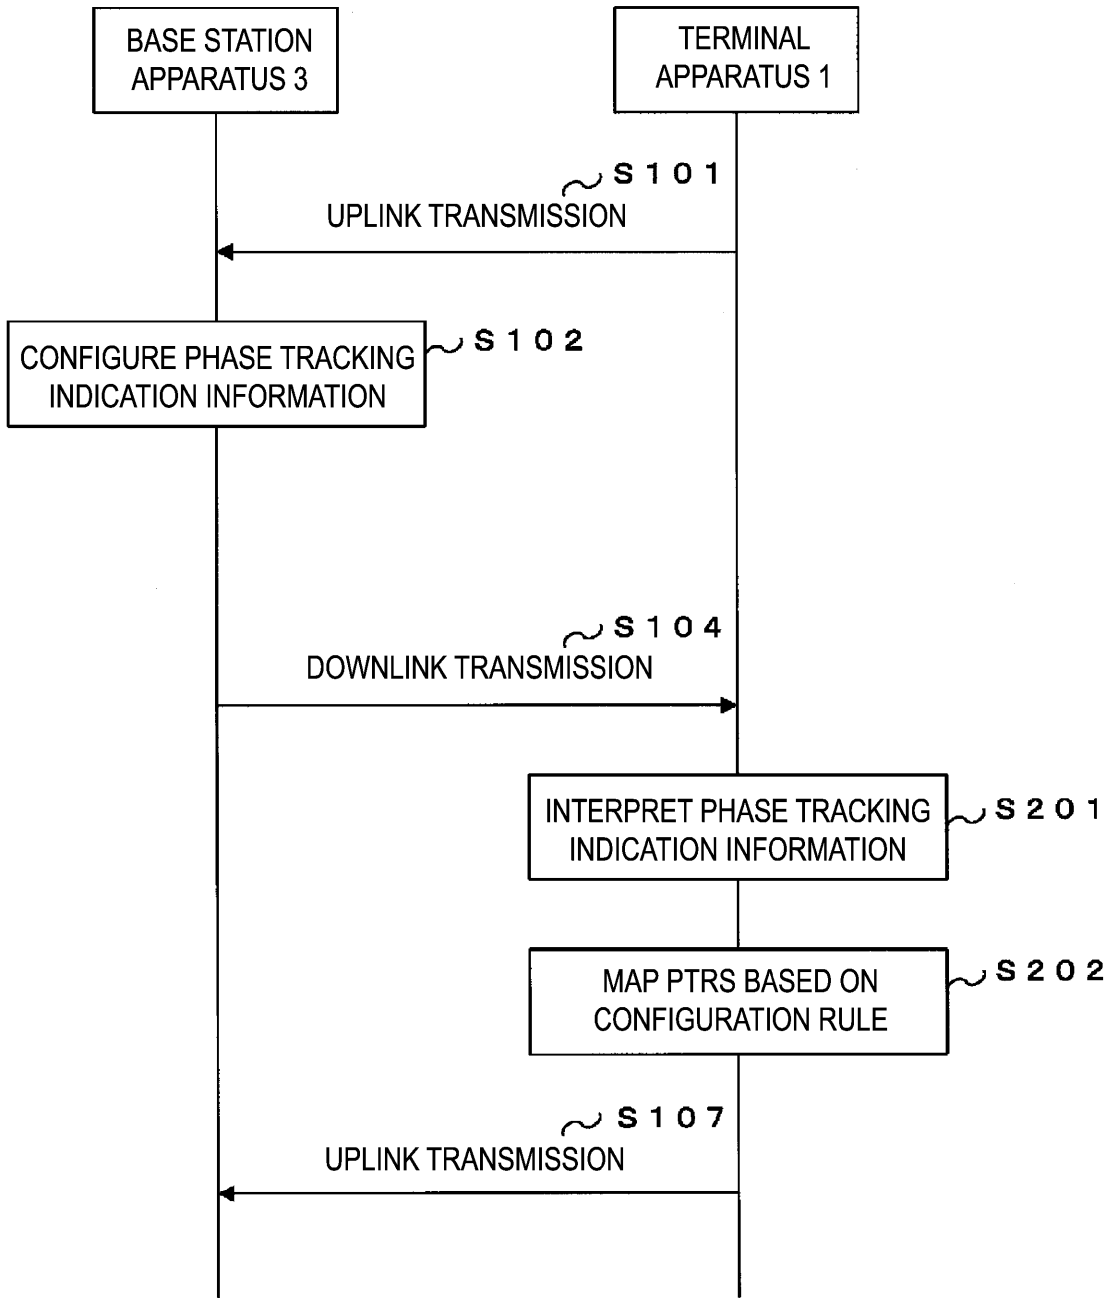 BASE STATION
APPARATUS 3
TERMINAL
APPARATUS 1
S101
UPLINK TRANSMISSION
S102
CONFIGURE PHASE TRACKING
INDICATION INFORMATION
S104
DOWNLINK TRANSMISSION
INTERPRET PHASE TRACKING
INDICATION INFORMATION
S201
MAP PTRS BASED ON
CONFIGURATION RULE
S202
S107
UPLINK TRANSMISSION